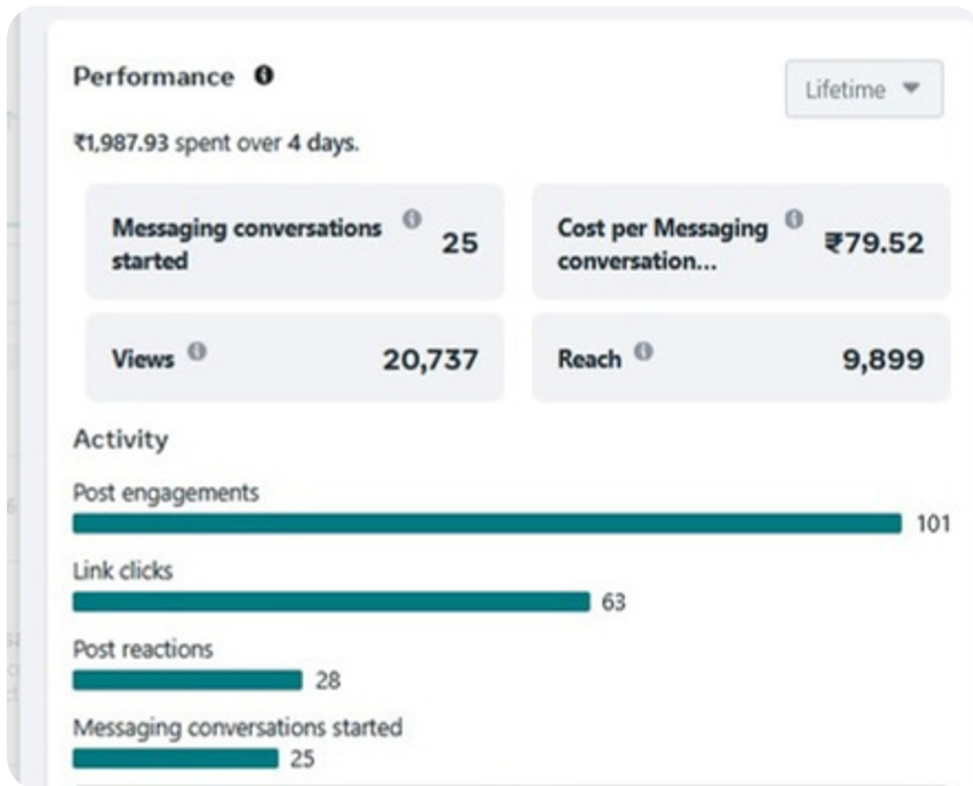 Performance
Lifetime
₹1,987.93 spent over 4 days.
Messaging conversations started
25
Cost per Messaging conversation...
₹79.52
Views
20,737
Reach
9,899
Activity
Post engagements
101
Link clicks
63
Post reactions
28
Messaging conversations started
25